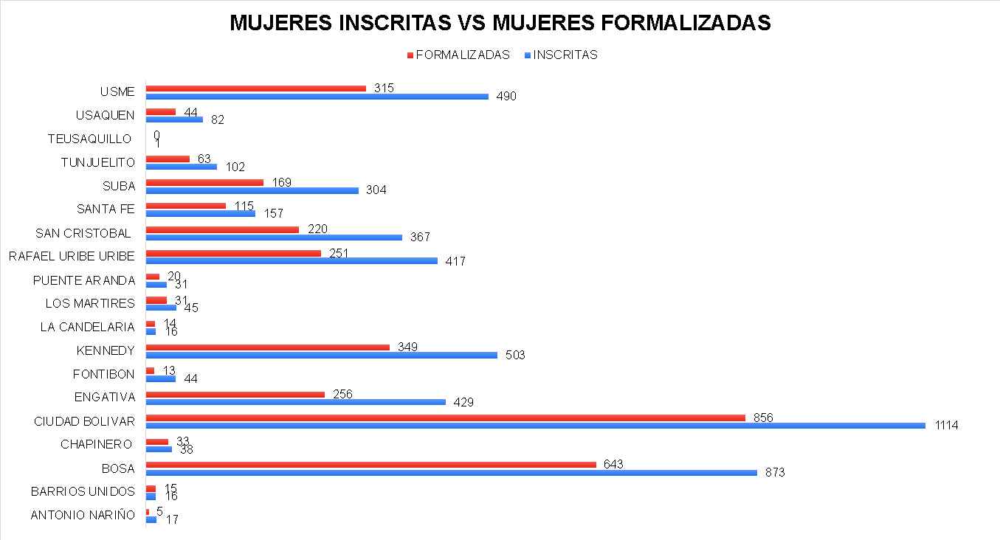 MUJERES INSCRITAS VS MUJERES FORMALIZADAS
FORMALIZADAS INSCRITAS
USME 315
490
USAQUEN 44
82
TEUSAQUILLO 0
1
TUNJUELITO 63
102
SUBA 169
304
SANTA FE 115
157
SAN CRISTOBAL 220
367
RAFAEL URIBE URIBE 251
417
PUENTE ARANDA 20
31
LOS MARTIRES 31
45
LA CANDELARIA 14
16
KENNEDY 349
503
FONTIBON 13
44
ENGATIVA 256
429
CIUDAD BOLIVAR 856
1114
CHAPINERO 33
38
BOSA 643
873
BARRIOS UNIDOS 15
16
ANTONIO NARIÑO 5
17